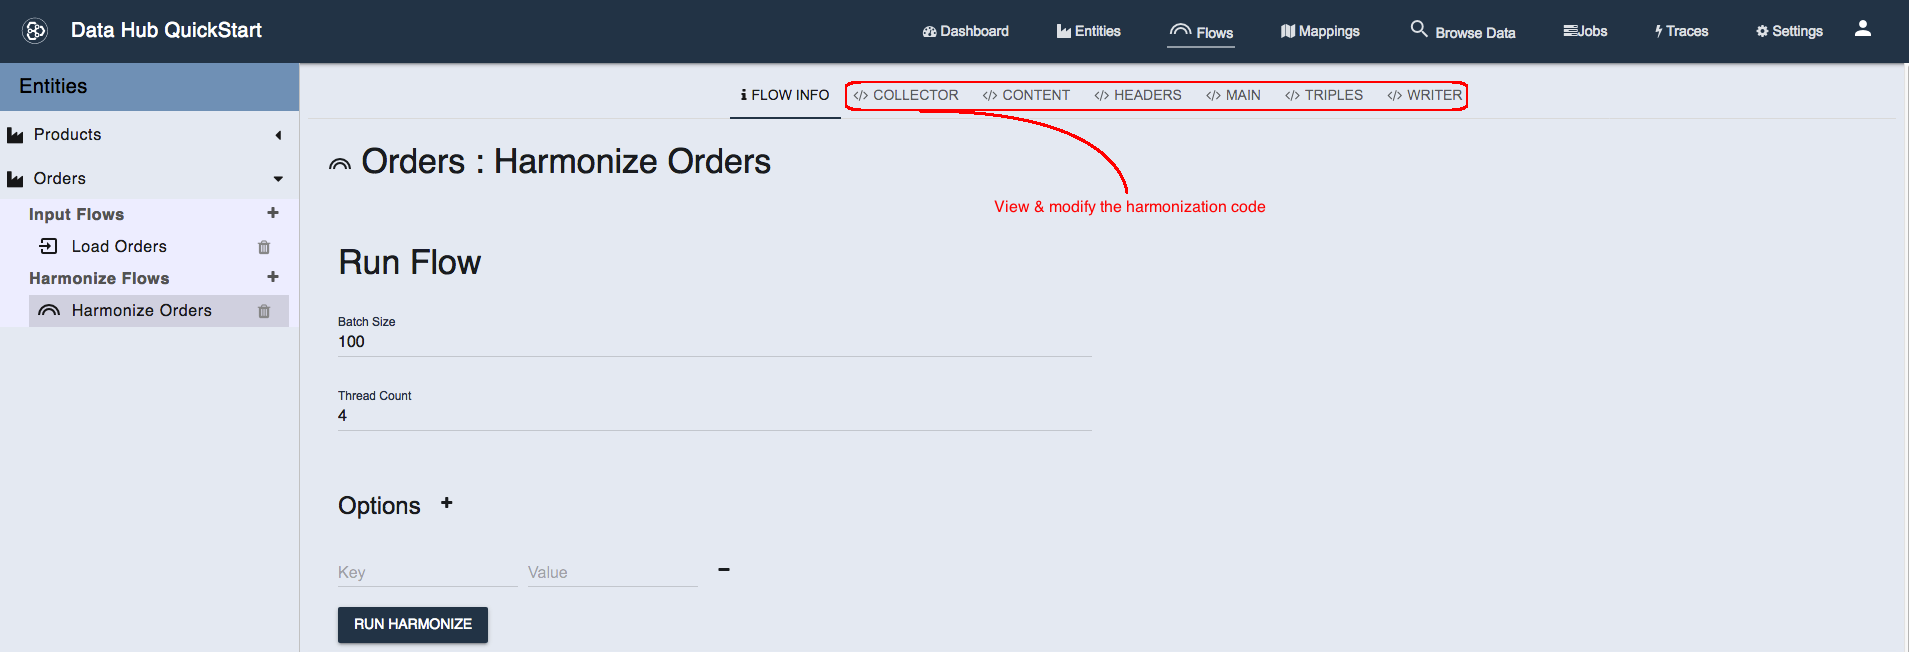 Data Hub QuickStart
Dashboard Entities Flows Mappings Browse Data Jobs Traces Settings
Entities
Products
Orders
Input Flows +
Load Orders
Harmonize Flows +
Harmonize Orders
FLOW INFO </> COLLECTOR </> CONTENT </> HEADERS </> MAIN </> TRIPLES </> WRITER
Orders : Harmonize Orders
View & modify the harmonization code
Run Flow
Batch Size
100
Thread Count
4
Options +
Key Value
RUN HARMONIZE